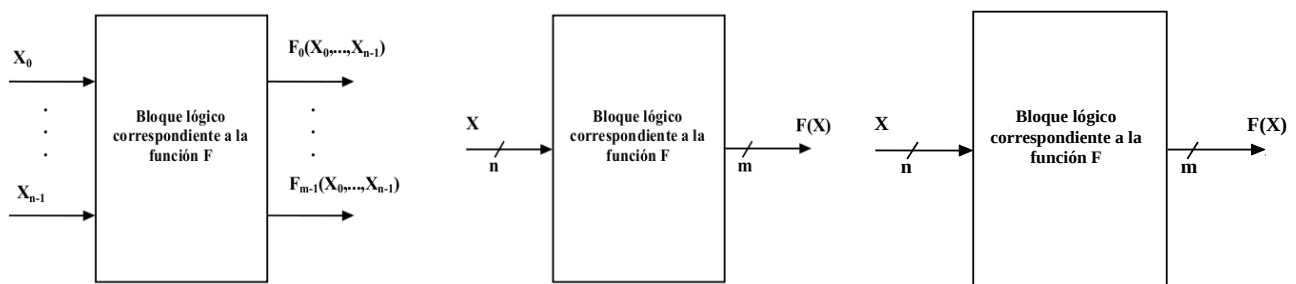 X0
F0(X0,...,Xn-1)
Bloque lógico
correspondiente a la
función F
Xn-1
Fm-1(X0,...,Xn-1)
X
n
Bloque lógico
correspondiente a la
función F
F(X)
m
X
n
Bloque lógico
correspondiente a la
función F
F(X)
m